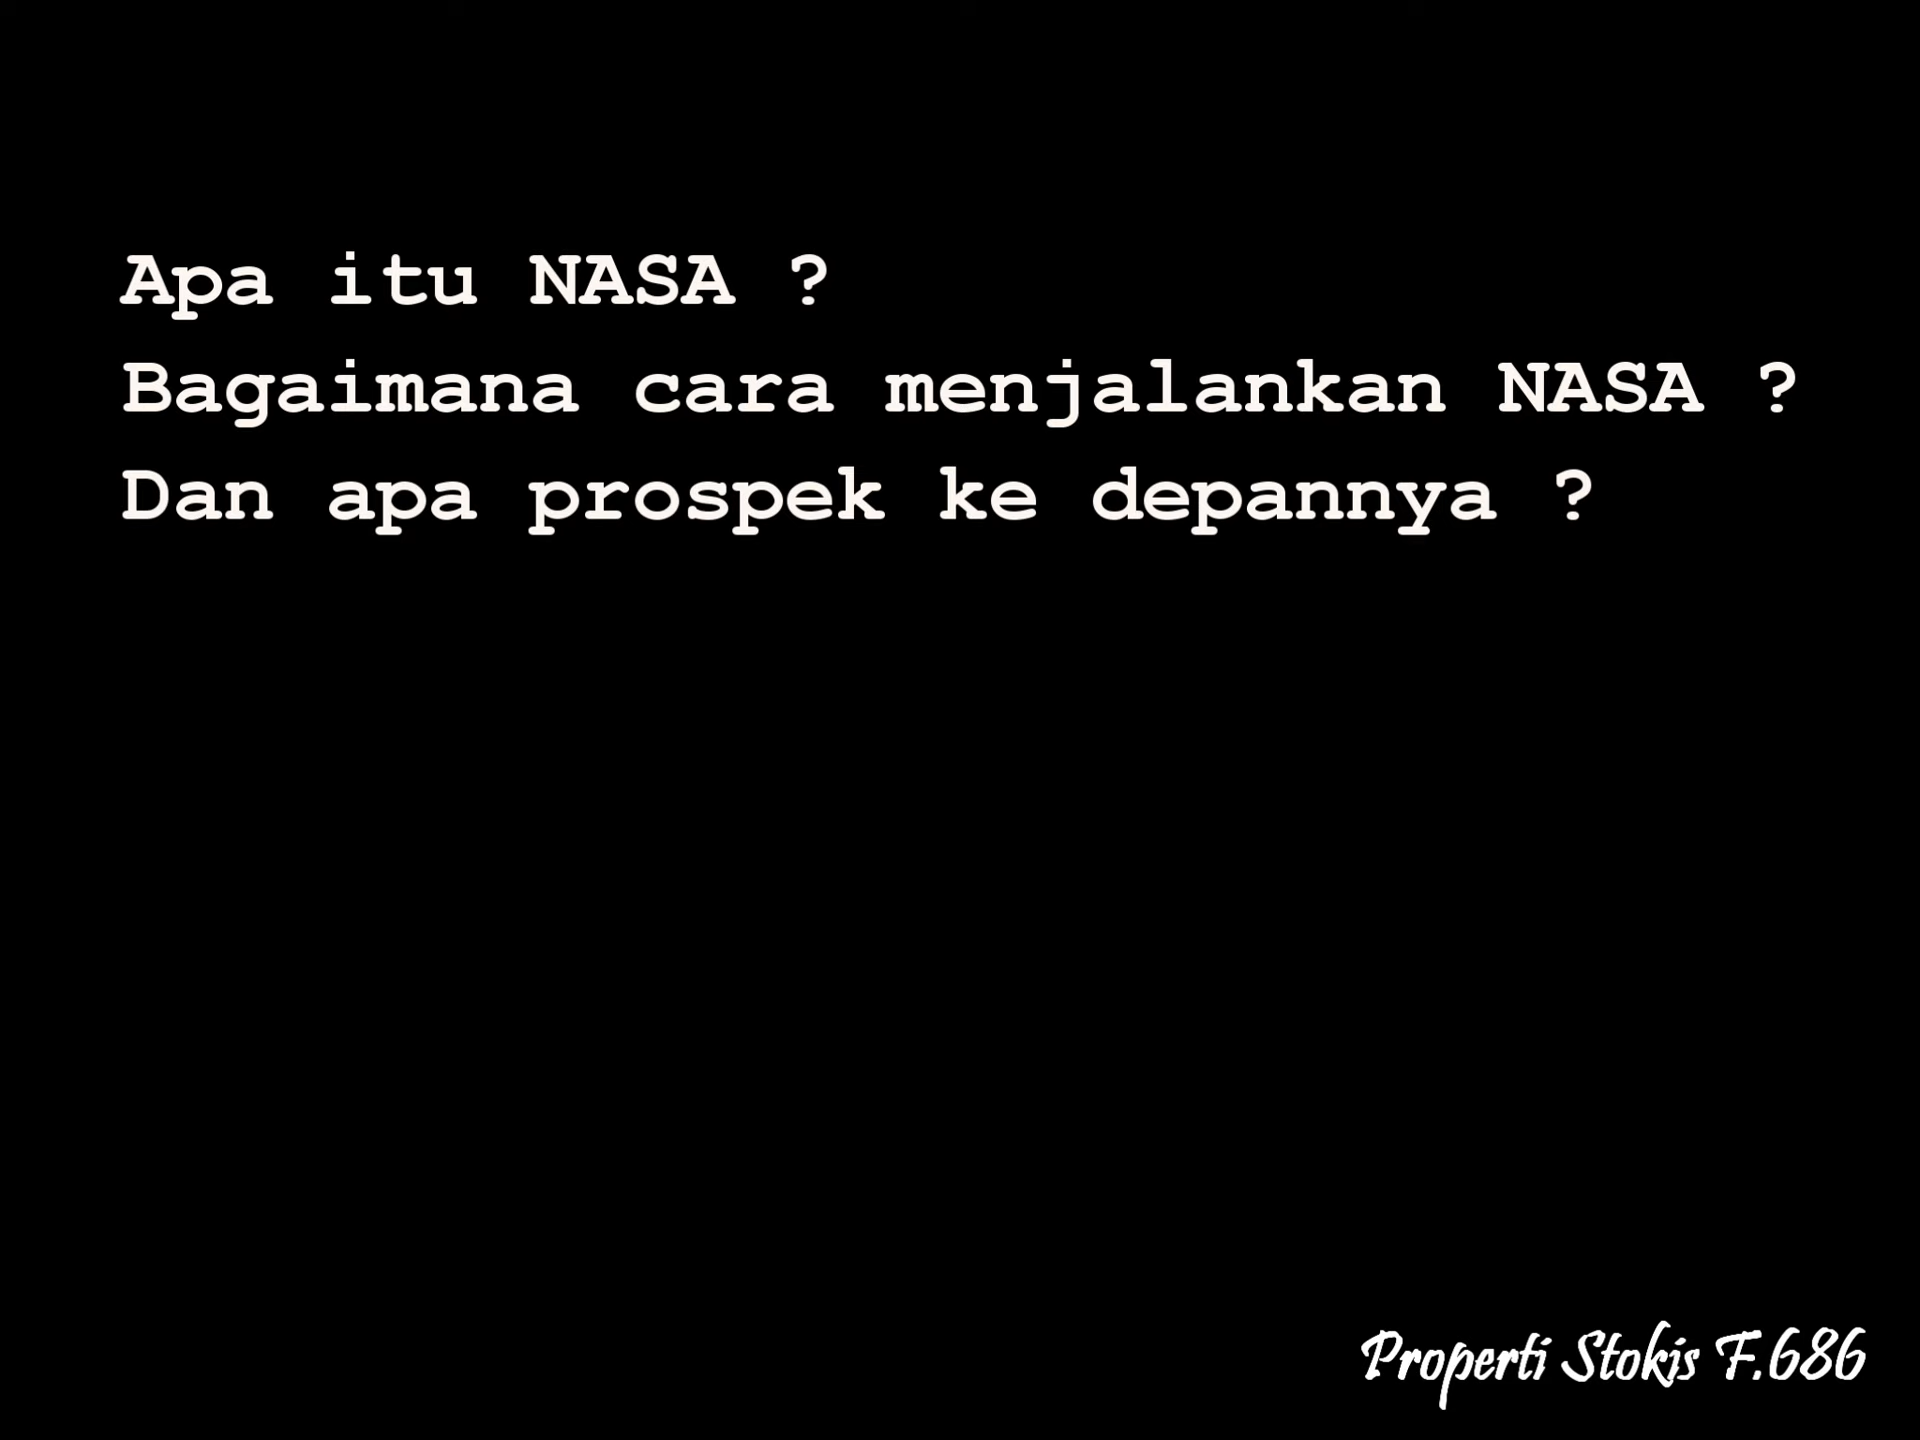 Apa itu NASA ?
Bagaimana cara menjalankan NASA ?
Dan apa prospek ke depannya ?
Properti Stokis F.686